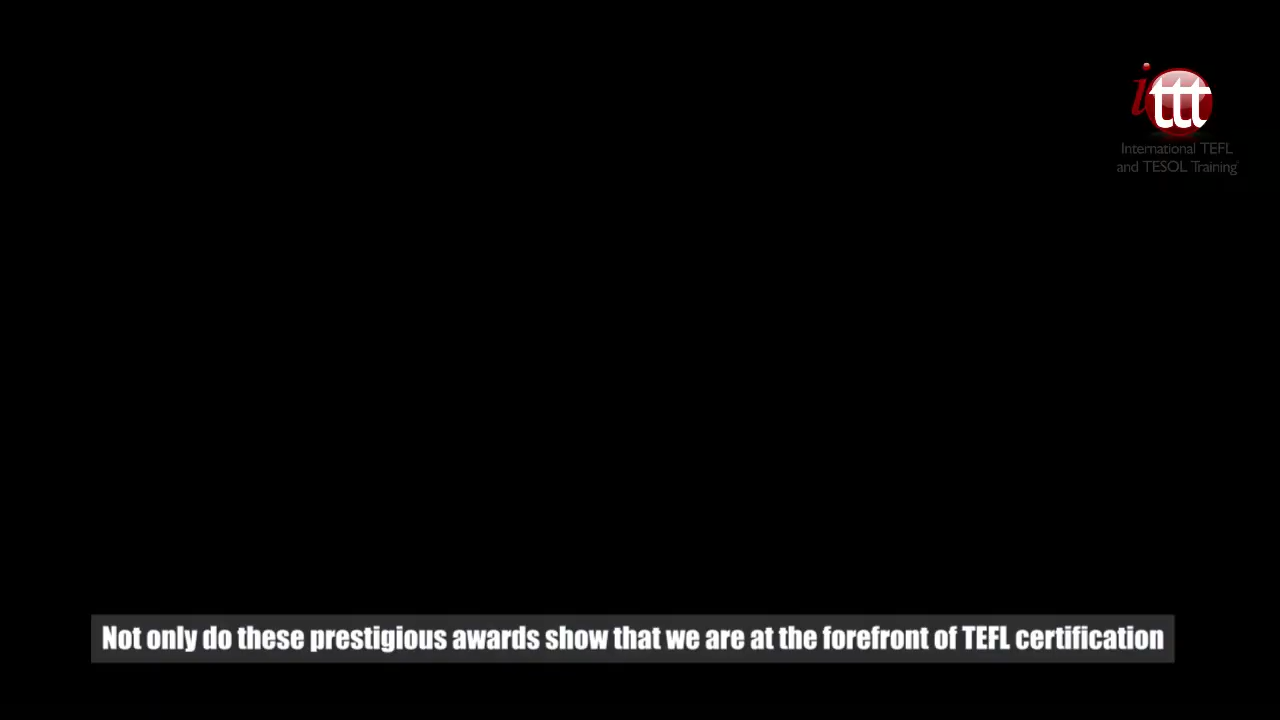 ittt
International TEFL
and TESOL Training
Not only do these prestigious awards show that we are at the forefront of TEFL certification